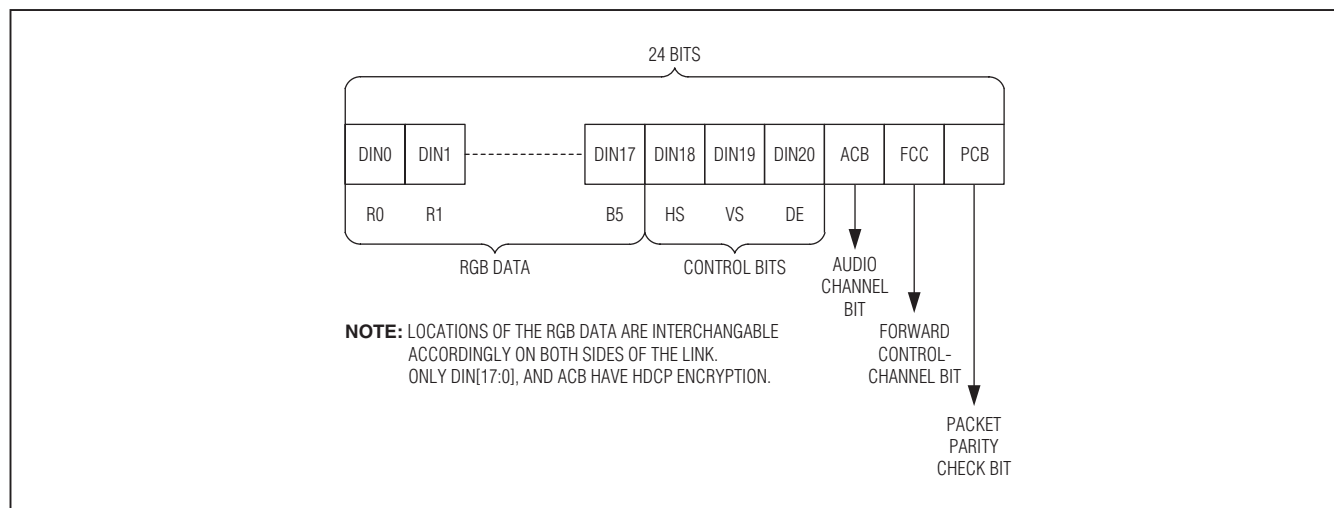 24 BITS
DIN0 DIN1 DIN17 DIN18 DIN19 DIN20 ACB FCC PCB
R0 R1 B5 HS VS DE
RGB DATA CONTROL BITS
AUDIO
CHANNEL
BIT
NOTE: LOCATIONS OF THE RGB DATA ARE INTERCHANGABLE
ACCORDINGLY ON BOTH SIDES OF THE LINK.
ONLY DIN[17:0], AND ACB HAVE HDCP ENCRYPTION.
FORWARD
CONTROL-
CHANNEL BIT
PACKET
PARITY
CHECK BIT